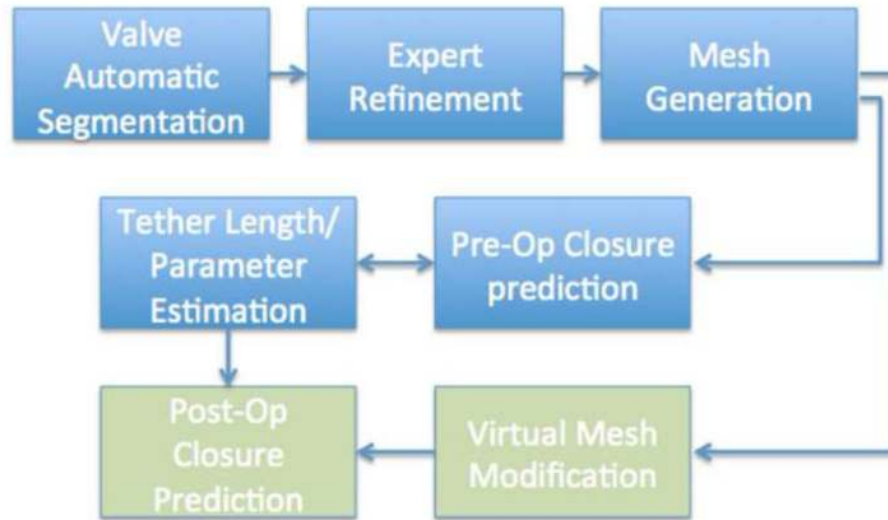 Valve
Automatic
Segmentation
Expert
Refinement
Mesh
Generation
Tether Length/
Parameter
Estimation
Pre-Op Closure
prediction
Post-Op
Closure
Prediction
Virtual Mesh
Modification